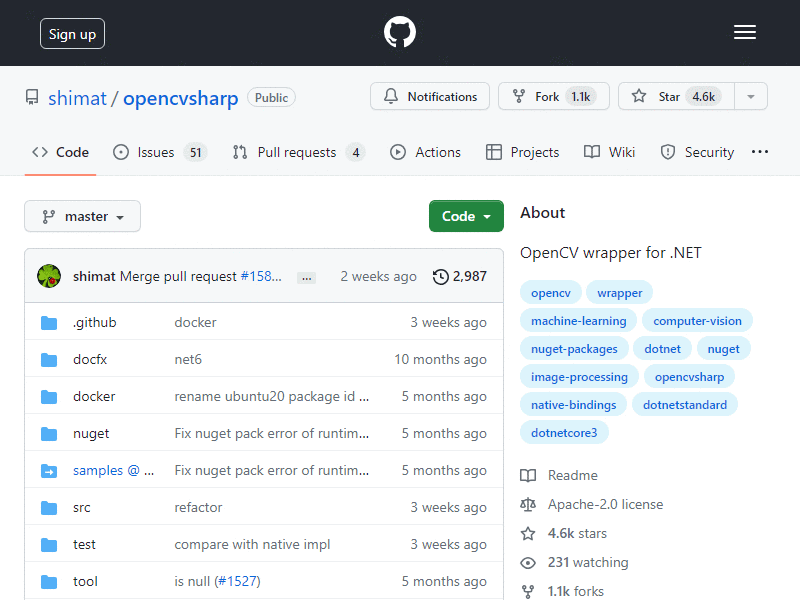 Sign up
shimat / opencvsharp Public
Notifications Fork 1.1k Star 4.6k
Code Issues 51 Pull requests 4 Actions Projects Wiki Security ...
master Code
About
OpenCV wrapper for .NET
shimat Merge pull request #158... ... 2 weeks ago 2,987
.github docker 3 weeks ago
docfx net6 10 months ago
docker rename ubuntu20 package id ... 5 months ago
nuget Fix nuget pack error of runtim... 5 months ago
samples @ ... Fix nuget pack error of runtim... 5 months ago
src refactor 3 weeks ago
test compare with native impl 3 weeks ago
tool is null (#1527) 5 months ago
opencv wrapper
machine-learning computer-vision
nuget-packages dotnet nuget
image-processing opencvsharp
native-bindings dotnetstandard
dotnetcore3
Readme
Apache-2.0 license
4.6k stars
231 watching
1.1k forks